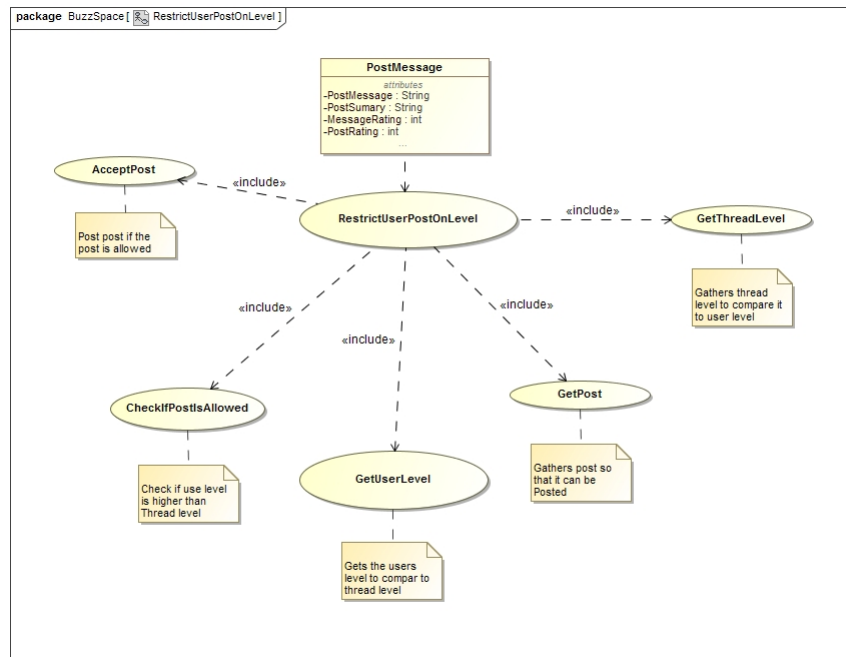 package BuzzSpace [ RestrictUserPostOnLevel ]
PostMessage
attributes
-PostMessage : String
-PostSumary : String
-MessageRating : int
-PostRating : int
...
AcceptPost
«include»
Post post if the
post is allowed
RestrictUserPostOnLevel
«include»
GetThreadLevel
Gathers thread
level to compare it
to user level
«include»
CheckIfPostIsAllowed
Check if use level
is higher than
Thread level
«include»
GetUserLevel
Gets the users
level to compar to
thread level
«include»
GetPost
Gathers post so
that it can be
Posted